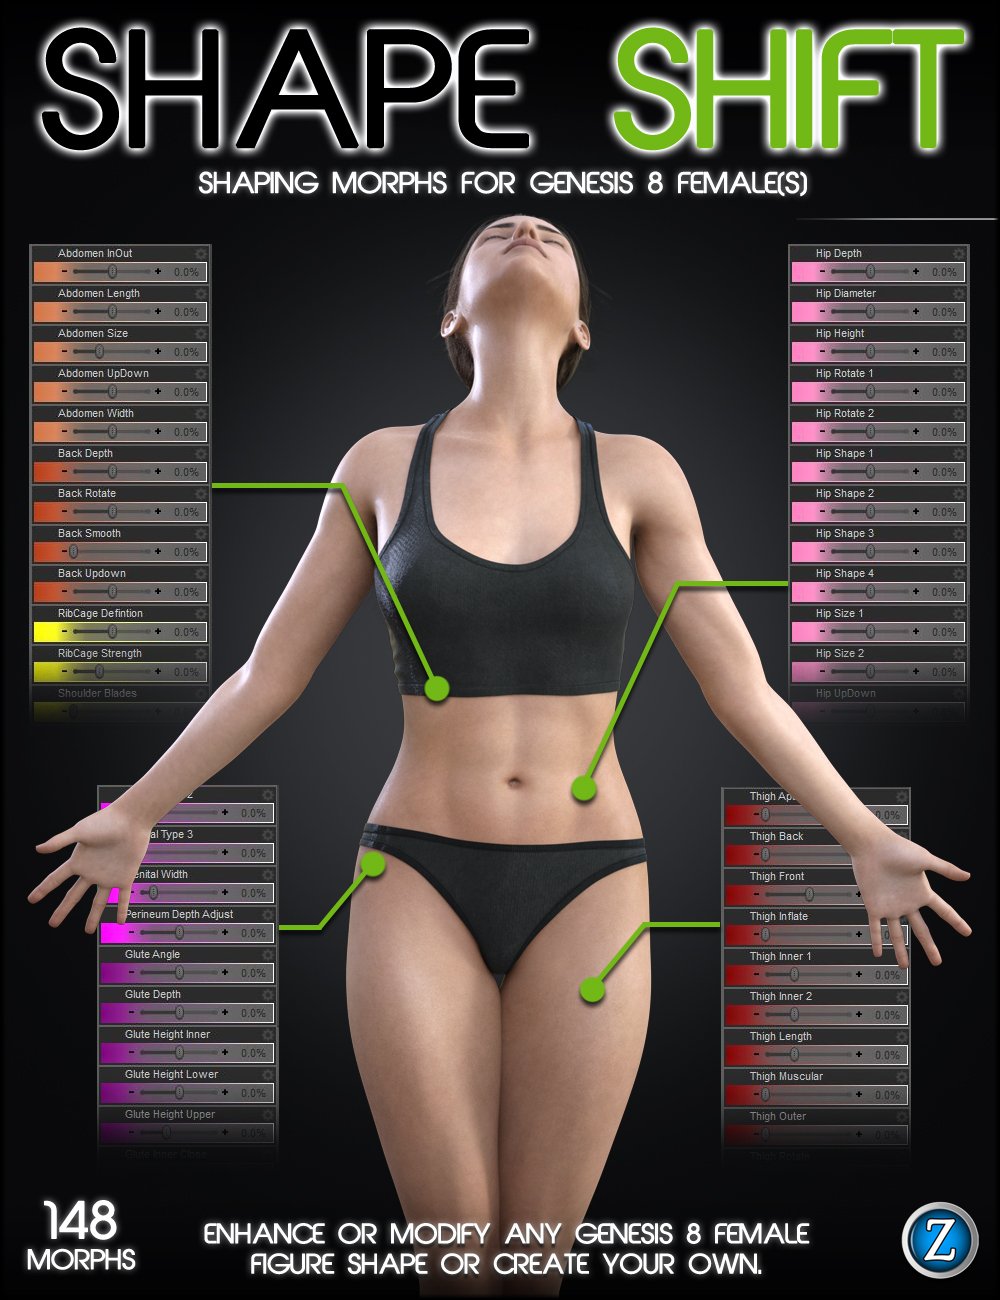 SHAPE SHIFT
SHAPING MORPHS FOR GENESIS 8 FEMALE(S)
Abdomen InOut
- + 0.0%
Abdomen Length
- + 0.0%
Abdomen Size
- + 0.0%
Abdomen UpDown
- + 0.0%
Abdomen Width
- + 0.0%
Back Depth
- + 0.0%
Back Rotate
- + 0.0%
Back Smooth
- + 0.0%
Back Updown
- + 0.0%
RibCage Defintion
- + 0.0%
RibCage Strength
- + 0.0%
Shoulder Blades
Hip Depth
- + 0.0%
Hip Diameter
- + 0.0%
Hip Height
- + 0.0%
Hip Rotate 1
- + 0.0%
Hip Rotate 2
- + 0.0%
Hip Shape 1
- + 0.0%
Hip Shape 2
- + 0.0%
Hip Shape 3
- + 0.0%
Hip Shape 4
- + 0.0%
Hip Size 1
- + 0.0%
Hip Size 2
- + 0.0%
Hip UpDown
2
+ 0.0%
al Type 3
+ 0.0%
enital Width
- + 0.0%
Perineum Depth Adjust
- + 0.0%
Glute Angle
- + 0.0%
Glute Depth
- + 0.0%
Glute Height Inner
- + 0.0%
Glute Height Lower
- + 0.0%
Glute Height Upper
- + 0.0%
Glute Inner Close
Thigh
- 0.0%
Thigh Back
-
Thigh Front
- +
Thigh Inflate
- + 0.0
Thigh Inner 1
- + 0.0%
Thigh Inner 2
- + 0.0%
Thigh Length
- + 0.0%
Thigh Muscular
- + 0.0%
Thigh Outer
- + 0.0%
Thigh Rotate
148
MORPHS
ENHANCE OR MODIFY ANY GENESIS 8 FEMALE
FIGURE SHAPE OR CREATE YOUR OWN.
Z